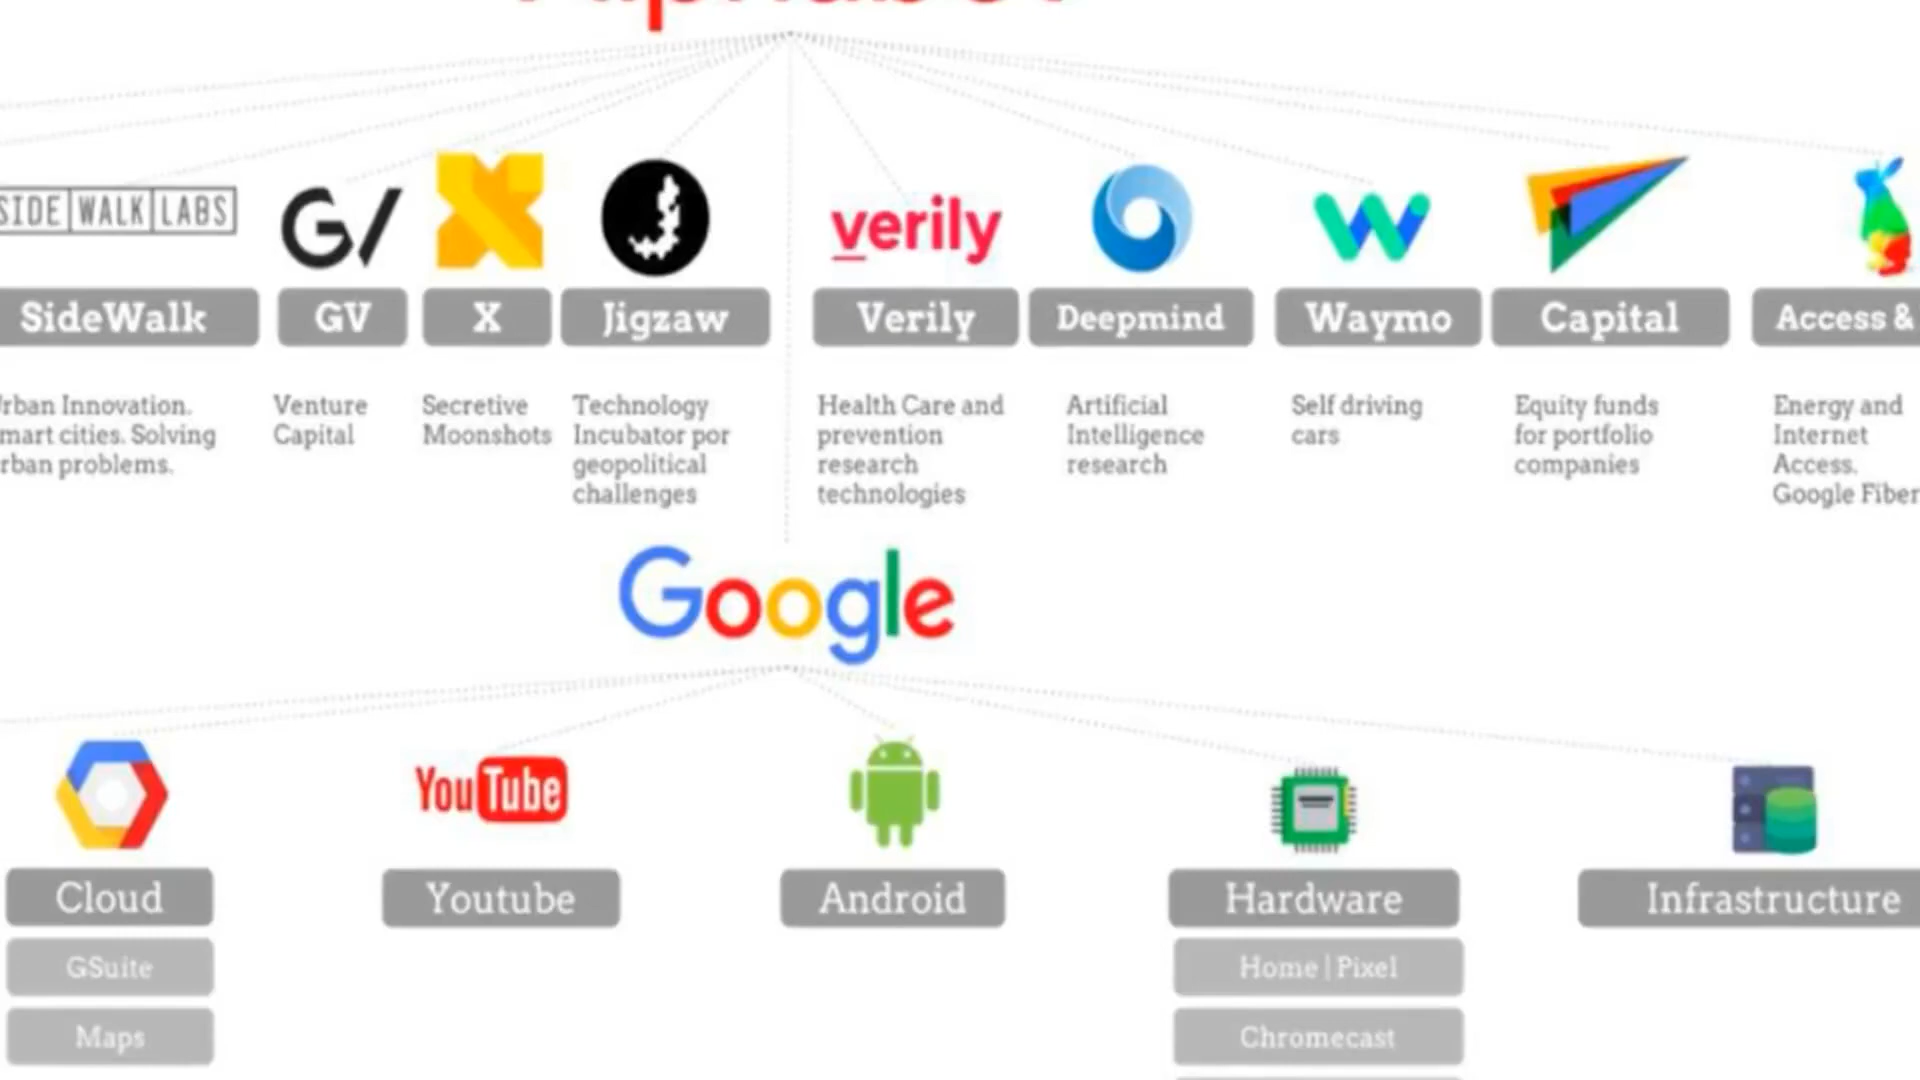 SIDE WALK LABS
G/
verily
SideWalk
GV
X
Jigzaw
Verily
Deepmind
Waymo
Capital
Access &
rban Innovation.
mart cities. Solving
rban problems.
Venture
Capital
Secretive
Moonshots
Technology
Incubator por
geopolitical
challenges
Health Care and
prevention
research
technologies
Artificial
Intelligence
research
Self driving
cars
Equity funds
for portfolio
companies
Energy and
Internet
Access.
Google Fiber
Google
YouTube
Cloud
Youtube
Android
Hardware
Infrastructure
GSuite
Home | Pixel
Maps
Chromecast